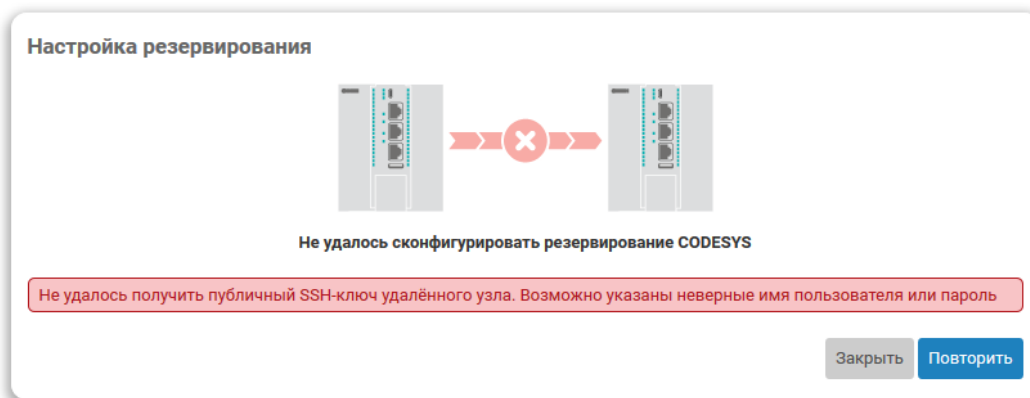 Настройка резервирования
Не удалось сконфигурировать резервирование CODESYS
Не удалось получить публичный SSH-ключ удалённого узла. Возможно указаны неверные имя пользователя или пароль
Закрыть Повторить